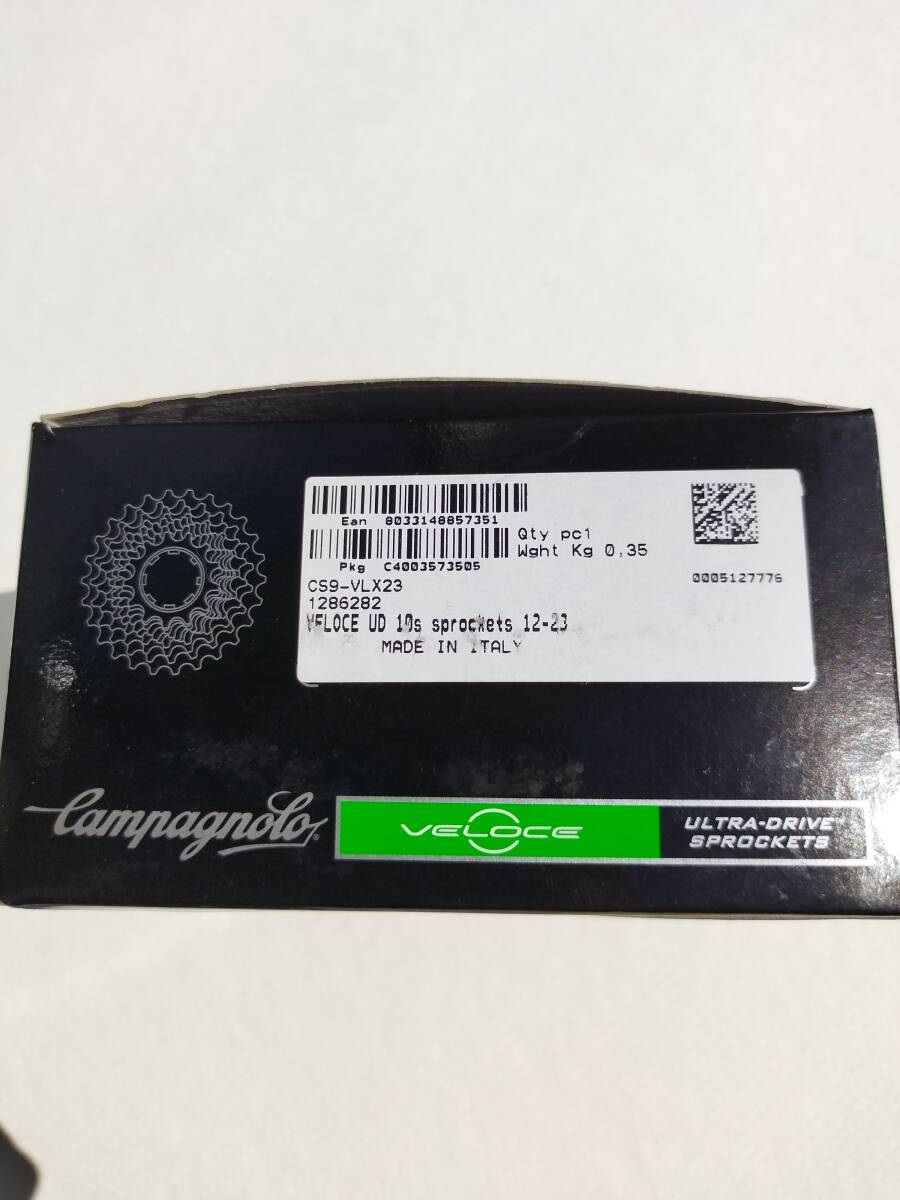 Ean 8033148857351
Pkg C4003573505
Qty pc1
Wght Kg 0,35
0005127776
CS9-VLX23
1286282
VELOCE UD 10s sprockets 12-23
MADE IN ITALY
Campagnolo®
VELOCE
ULTRA-DRIVE™
SPROCKETS